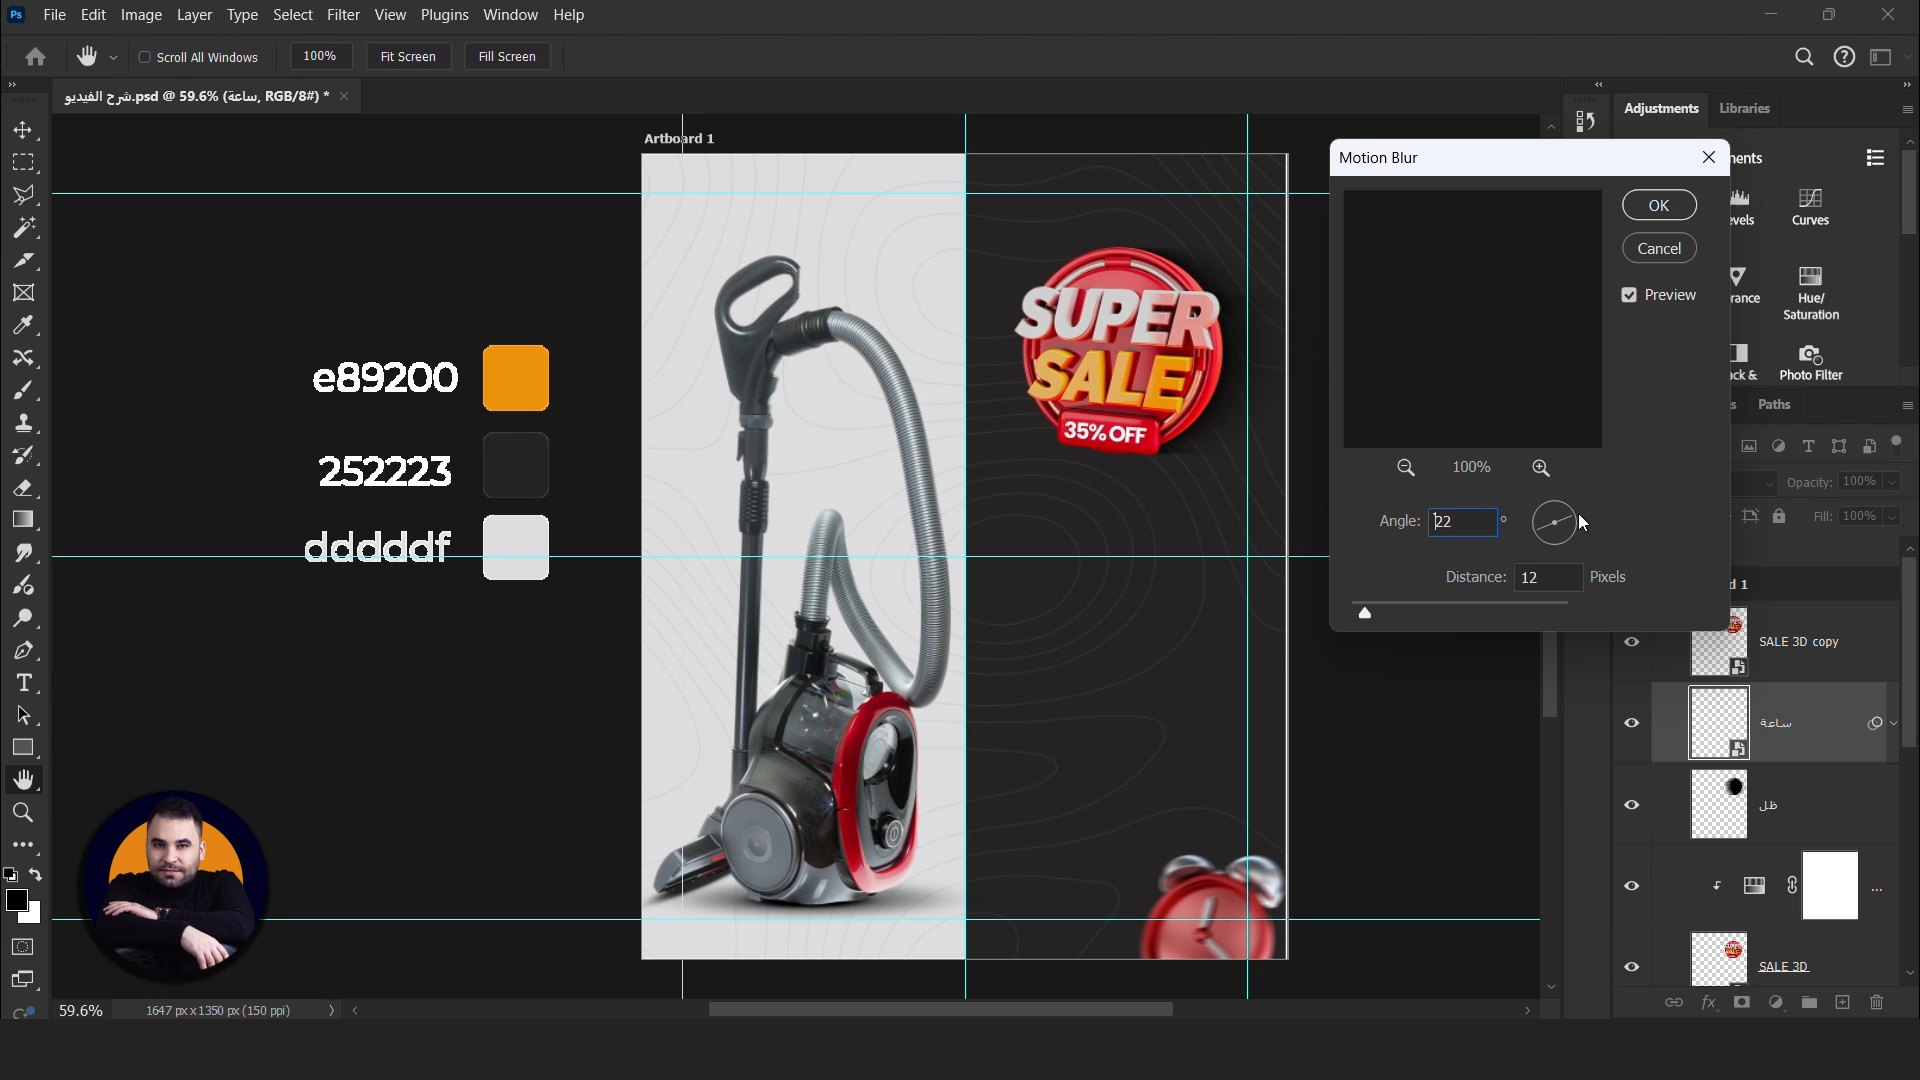 Ps File Edit Image Layer Type Select Filter View Plugins Window Help
Scroll All Windows 100% Fit Screen Fill Screen
شرح الفيديو.psd @ 59.6% (ساعة, RGB/8#) *
Adjustments Libraries
Artboard 1
Motion Blur
OK
Cancel
Preview
100%
Angle: 22 °
Distance: 12 Pixels
Curves
Hue/
Saturation
Photo Filter
Paths
Opacity: 100%
Fill: 100%
e89200
252223
dddddf
SUPER
SALE
35% OFF
SALE 3D copy
ساعة
ظل
...
SALE 3D
59.6% 1647 px x 1350 px (150 ppi)